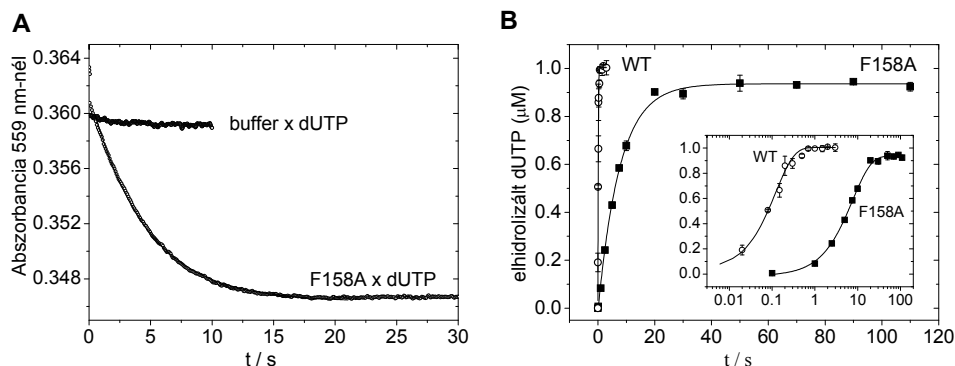 A
Abszorbancia 559 nm-nél
0.364
0.360
0.356
0.352
0.348
buffer x dUTP
F158A x dUTP
0 5 10 15 20 25 30
t / s
B
elhidrolizált dUTP (µM)
1.0
0.8
0.6
0.4
0.2
0.0
WT
F158A
1.0
0.8
0.6
0.4
0.2
0.0
WT
F158A
0.01 0.1 1 10 100
0 20 40 60 80 100 120
t / s